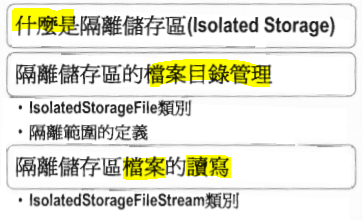 什麼是隔離儲存區(Isolated Storage)
隔離儲存區的檔案目錄管理
• IsolatedStorageFile類別
• 隔離範圍的定義
隔離儲存區檔案的讀寫
• IsolatedStorageFileStream類別